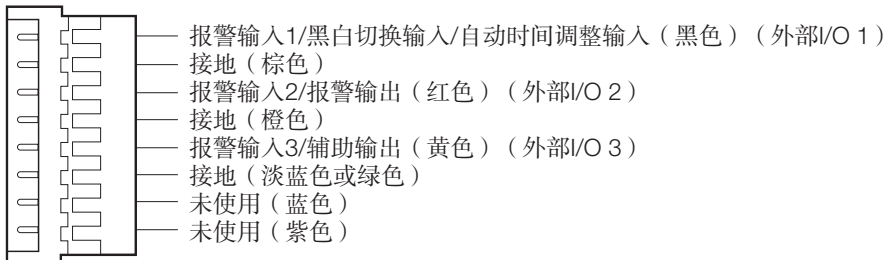 报警输入1/黑白切换输入/自动时间调整输入（黑色）（外部I/O 1）
接地（棕色）
报警输入2/报警输出（红色）（外部I/O 2）
接地（橙色）
报警输入3/辅助输出（黄色）（外部I/O 3）
接地（淡蓝色或绿色）
未使用（蓝色）
未使用（紫色）